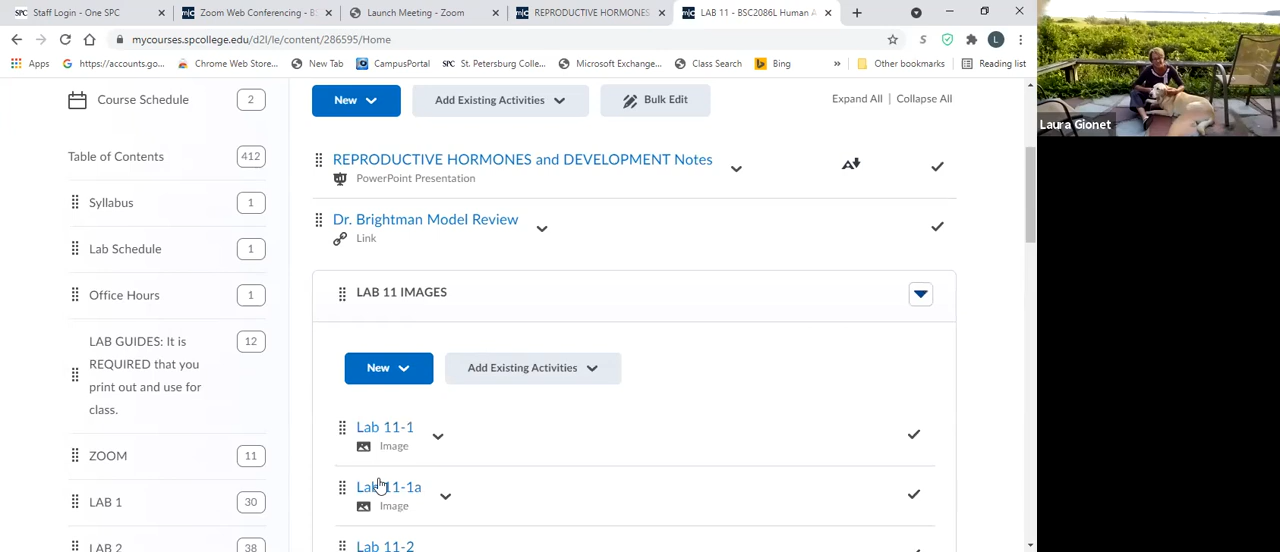 Staff Login - One SPC
Zoom Web Conferencing - BS
Launch Meeting - Zoom
REPRODUCTIVE HORMONES
LAB 11 - BSC2086L Human A
mycourses.spcollege.edu/d2l/le/content/286595/Home
Apps
https://accounts.go...
Chrome Web Store...
New Tab
CampusPortal
SPC St. Petersburg Colle...
Microsoft Exchange...
Class Search
Bing
»
Other bookmarks
Reading list
Laura Gionet
Course Schedule 2
Table of Contents 412
Syllabus 1
Lab Schedule 1
Office Hours 1
LAB GUIDES: It is 12
REQUIRED that you
print out and use for
class.
ZOOM 11
LAB 1 30
LAB 2 38
New
Add Existing Activities
Bulk Edit
Expand All | Collapse All
REPRODUCTIVE HORMONES and DEVELOPMENT Notes
PowerPoint Presentation
Dr. Brightman Model Review
Link
LAB 11 IMAGES
New
Add Existing Activities
Lab 11-1
Image
Lab 11-1a
Image
Lab 11-2